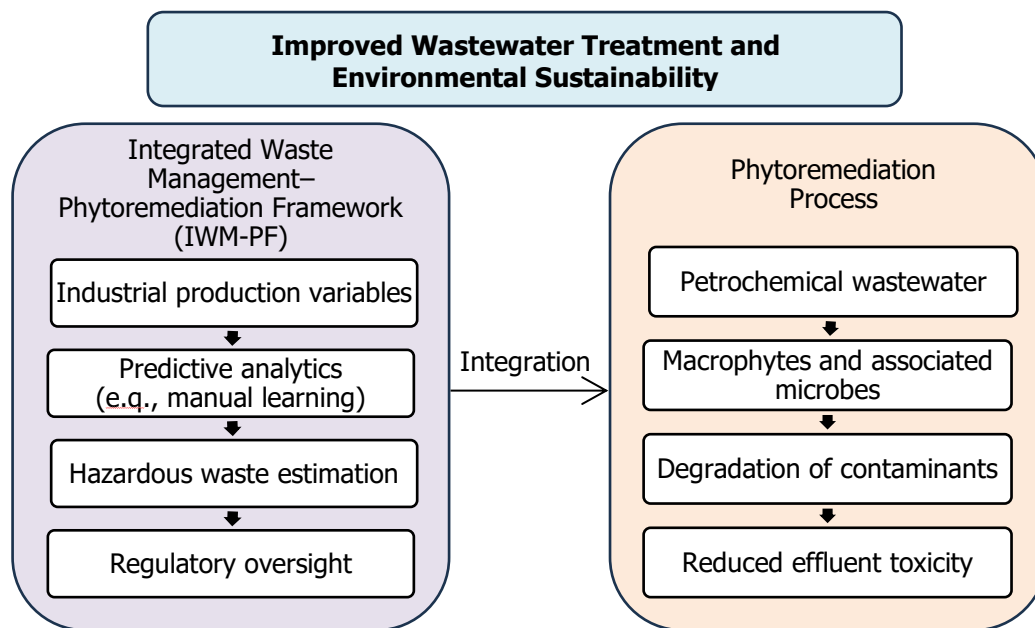 Improved Wastewater Treatment and
Environmental Sustainability
Integrated Waste
Management–
Phytoremediation Framework
(IWM-PF)
Industrial production variables
Predictive analytics
(e.q., manual learning)
Hazardous waste estimation
Regulatory oversight
Integration
Phytoremediation
Process
Petrochemical wastewater
Macrophytes and associated
microbes
Degradation of contaminants
Reduced effluent toxicity